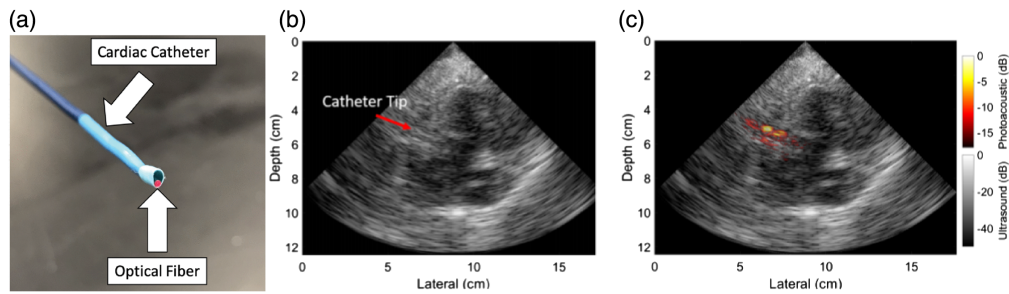 (a)
Cardiac Catheter
Optical Fiber
(b)
0
2
4
6
8
10
12
Depth (cm)
Catheter Tip
0
5
10
15
Lateral (cm)
(c)
0
2
4
6
8
10
12
Depth (cm)
0
5
10
15
Lateral (cm)
0
-5
-10
-15
Photoacoustic (dB)
0
-20
-40
Ultrasound (dB)